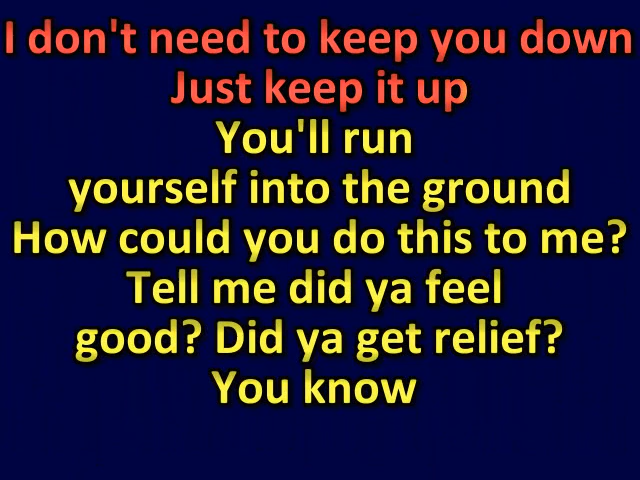 I don't need to keep you down
Just keep it up
You'll run
yourself into the ground
How could you do this to me?
Tell me did ya feel
good? Did ya get relief?
You know